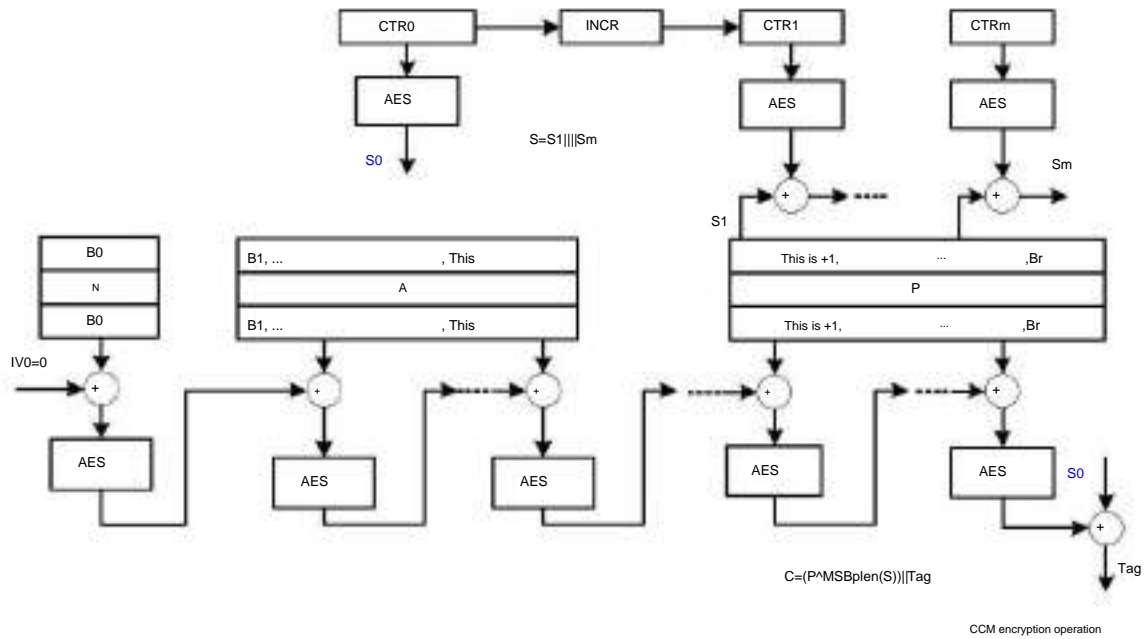 CTR0 INCR CTR1 CTRm
AES AES AES
S=S1||||Sm
S0 Sm
S1
B0 B1, ... , This This is +1, ... ,Br
N A P
B0 B1, ... , This This is +1, ... ,Br
IV0=0
+ + + + + + +
AES AES AES AES AES S0
+
C=(P^MSBplen(S))||Tag Tag
CCM encryption operation